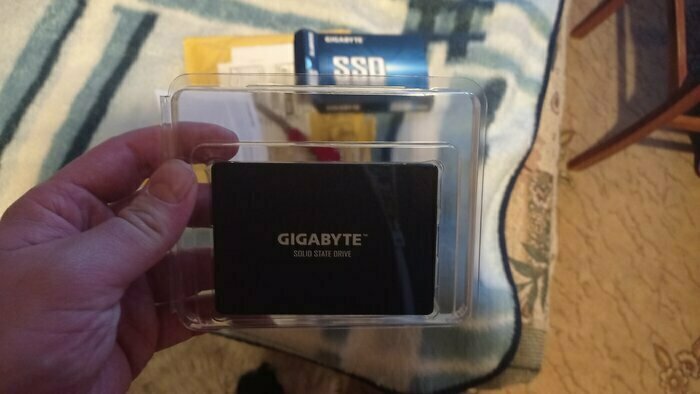 GIGABYTE
SSD
GIGABYTE™
SOLID STATE DRIVE